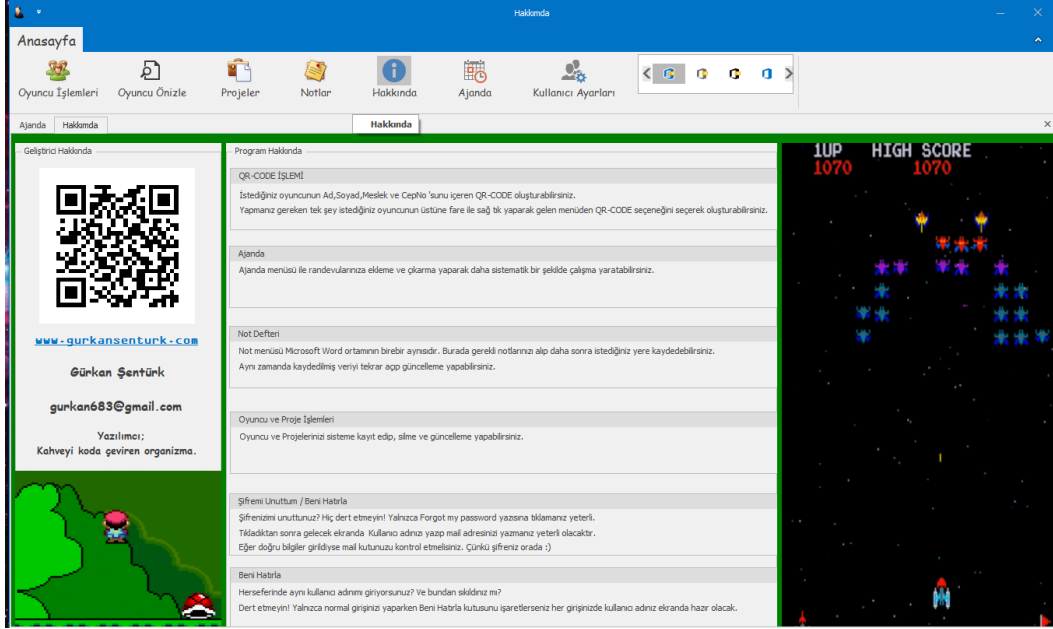 Hakkımda
Anasayfa
Oyuncu İşlemleri
Oyuncu Önizle
Projeler
Notlar
Hakkında
Ajanda
Kullanıcı Ayarları
Ajanda
Hakkımda
Hakkında
Geliştirici Hakkında
www.gurkansenturk.com
Gürkan Şentürk
gurkan683@gmail.com
Yazılımcı;
Kahveyi koda çeviren organizma.
Program Hakkında
QR-CODE İŞLEMİ
İstediğiniz oyuncunun Ad,Soyad,Meslek ve CepNo 'sunu içeren QR-CODE oluşturabilirsiniz.
Yapmanız gereken tek şey istediğiniz oyuncunun üstüne fare ile sağ tık yaparak gelen menüden QR-CODE seçeneğini seçerek oluşturabilirsiniz.
Ajanda
Ajanda menüsü ile randevularınıza ekleme ve çıkarma yaparak daha sistematik bir şekilde çalışma yaratabilirsiniz.
Not Defteri
Not menüsü Microsoft Word ortamının birebir aynısıdır. Burada gerekli notlarınızı alıp daha sonra istediğiniz yere kaydedebilirsiniz.
Aynı zamanda kaydedilmiş veriyi tekrar açıp güncelleme yapabilirsiniz.
Oyuncu ve Proje İşlemleri
Oyuncu ve Projelerinizi sisteme kayıt edip, silme ve güncelleme yapabilirsiniz.
Şifremi Unuttum / Beni Hatırla
Şifrenizimi unuttunuz? Hiç dert etmeyin! Yalnızca Forgot my password yazısına tıklamanız yeterli.
Tıkladıktan sonra gelecek ekranda Kullanıcı adınızı yazıp mail adresinizi yazmanız yeterli olacaktır.
Eğer doğru bilgiler girildiyse mail kutunuzu kontrol etmelisiniz. Çünkü şifreniz orada :)
Beni Hatırla
Herseferinde aynı kullanıcı adınımı giriyorsunuz? Ve bundan sıkıldınız mı?
Dert etmeyin! Yalnızca normal girişinizi yaparken Beni Hatırla kutusunu işaretlerseniz her girişinizde kullanıcı adınız ekranda hazır olacak.
1UP HIGH SCORE
1070 1070